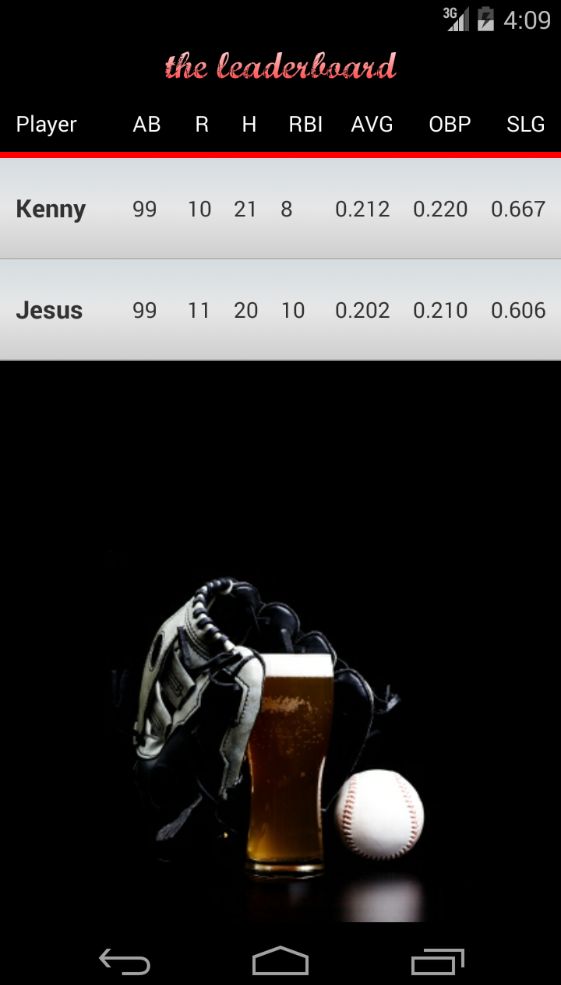 3G 4:09
the leaderboard
Player AB R H RBI AVG OBP SLG
Kenny 99 10 21 8 0.212 0.220 0.667
Jesus 99 11 20 10 0.202 0.210 0.606